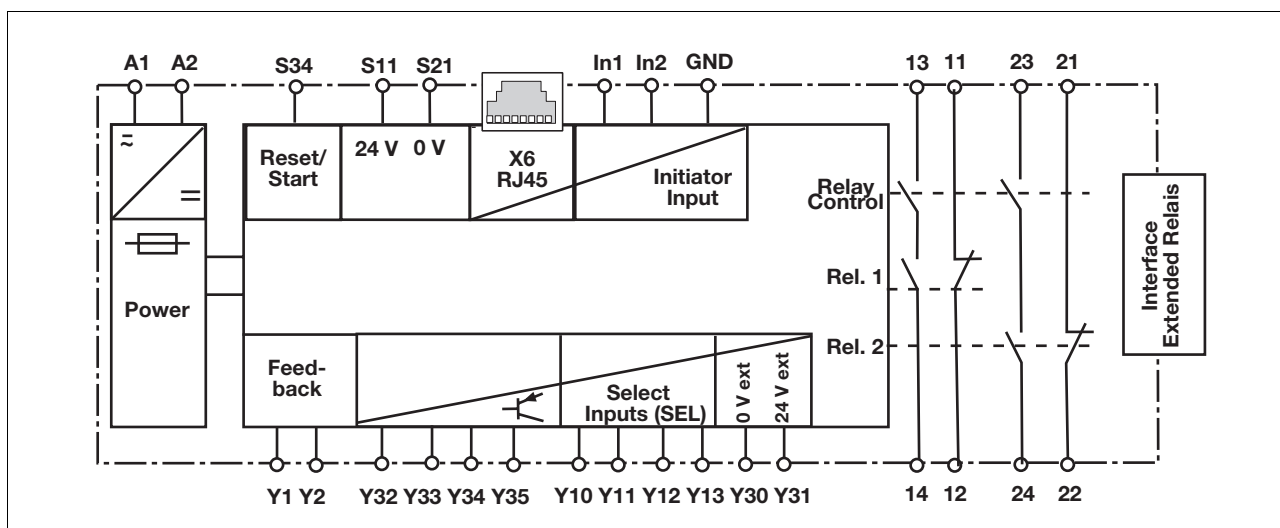 A1 A2 S34 S11 S21 In1 In2 GND 13 11 23 21
Reset/
Start
24 V 0 V
X6
RJ45
Initiator
Input
Relay
Control
Power
Rel. 1
Rel. 2
Interface
Extended Relais
Feed-
back
Select
Inputs (SEL)
0 V ext
24 V ext
Y1 Y2 Y32 Y33 Y34 Y35 Y10 Y11 Y12 Y13 Y30 Y31 14 12 24 22